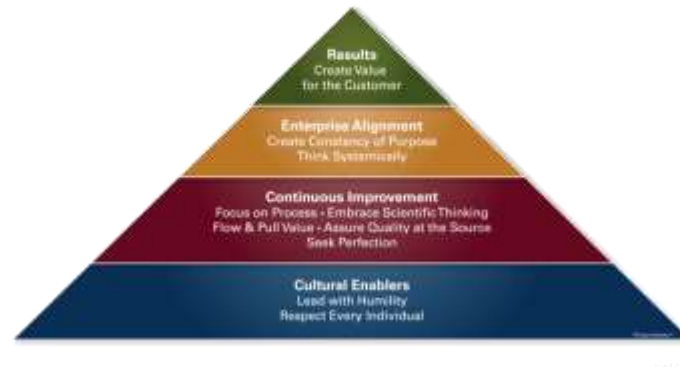 Results
Create Value
for the Customer
Enterprise Alignment
Create Constancy of Purpose
Think Systemically
Continuous Improvement
Focus on Process - Embrace Scientific Thinking
Flow & Pull Value - Assure Quality at the Source
Seek Perfection
Cultural Enablers
Lead with Humility
Respect Every Individual